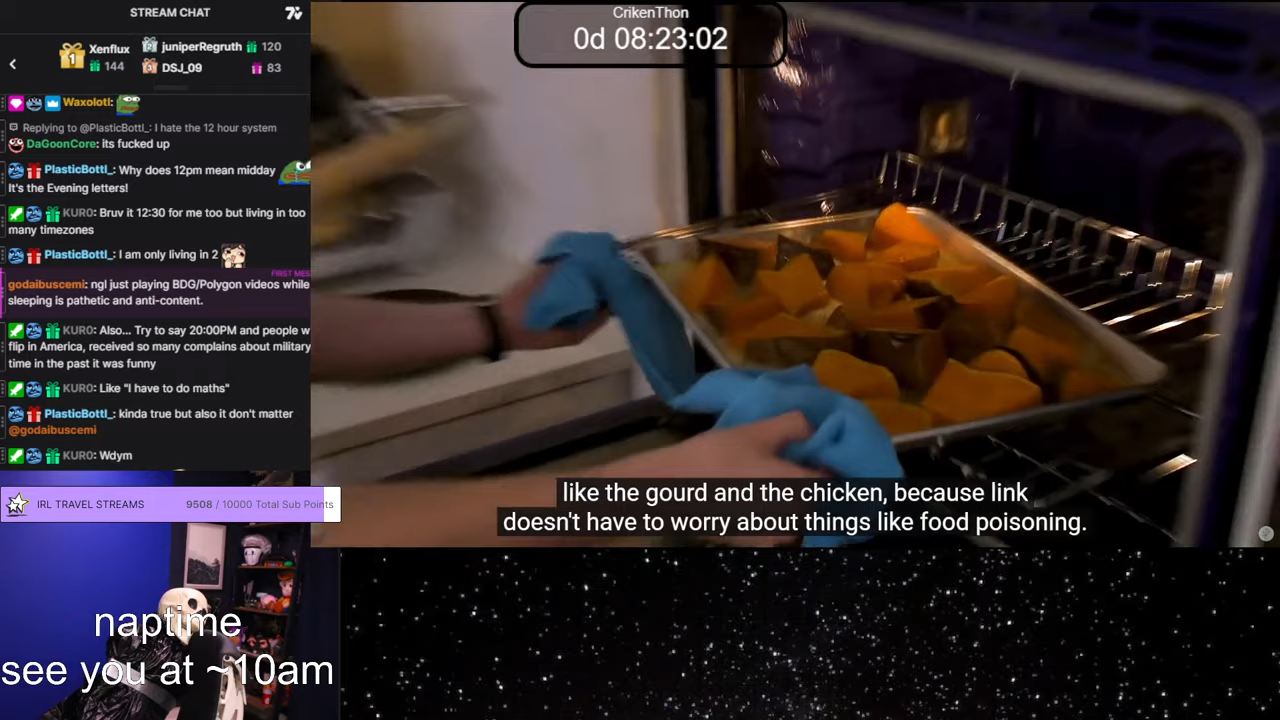 STREAM CHAT
Xenflux
144
juniperRegruth 120
DSJ_09 83
Waxolotl:
Replying to @PlasticBottl_: I hate the 12 hour system
DaGoonCore: its fucked up
PlasticBottl_: Why does 12pm mean midday
It's the Evening letters!
KURO: Bruv it 12:30 for me too but living in too
many timezones
PlasticBottl_: I am only living in 2
FIRST MES
godaibuscemi: ngl just playing BDG/Polygon videos while
sleeping is pathetic and anti-content.
KURO: Also... Try to say 20:00PM and people w
flip in America, received so many complains about military
time in the past it was funny
KURO: Like "I have to do maths"
PlasticBottl_: kinda true but also it don't matter
@godaibuscemi
KURO: Wdym
IRL TRAVEL STREAMS 9508 / 10000 Total Sub Points
naptime
see you at ~10am
CrikenThon
0d 08:23:02
like the gourd and the chicken, because link
doesn't have to worry about things like food poisoning.